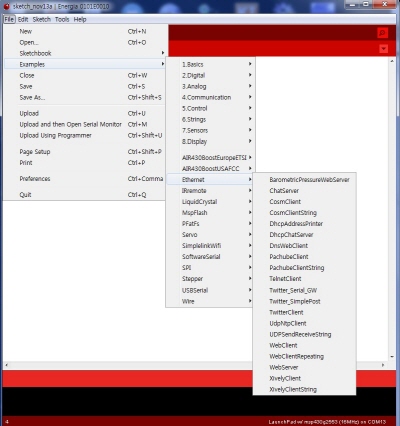 sketch_nov13a | Energia 0101E0010
File Edit Sketch Tools Help
New Ctrl+N
Open... Ctrl+O
Sketchbook
Examples
Close Ctrl+W
Save Ctrl+S
Save As... Ctrl+Shift+S
Upload Ctrl+U
Upload and then Open Serial Monitor Ctrl+M
Upload Using Programmer Ctrl+Shift+U
Page Setup Ctrl+Shift+P
Print Ctrl+P
Preferences Ctrl+Comma
Quit Ctrl+Q
1.Basics
2.Digital
3.Analog
4.Communication
5.Control
6.Strings
7.Sensors
8.Display
AIR430BoostEuropeETSI
AIR430BoostUSAFCC
Ethernet
IRremote
LiquidCrystal
MspFlash
PFatFs
Servo
SimplelinkWifi
SoftwareSerial
SPI
Stepper
USBSerial
Wire
BarometricPressureWebServer
ChatServer
CosmClient
CosmClientString
DhcpAddressPrinter
DhcpChatServer
DnsWebClient
PachubeClient
PachubeClientString
TelnetClient
Twitter_Serial_GW
Twitter_SimplePost
TwitterClient
UdpNtpClient
UDPSendReceiveString
WebClient
WebClientRepeating
WebServer
XivelyClient
XivelyClientString
4
LaunchPad w/ msp430g2553 (16MHz) on COM13